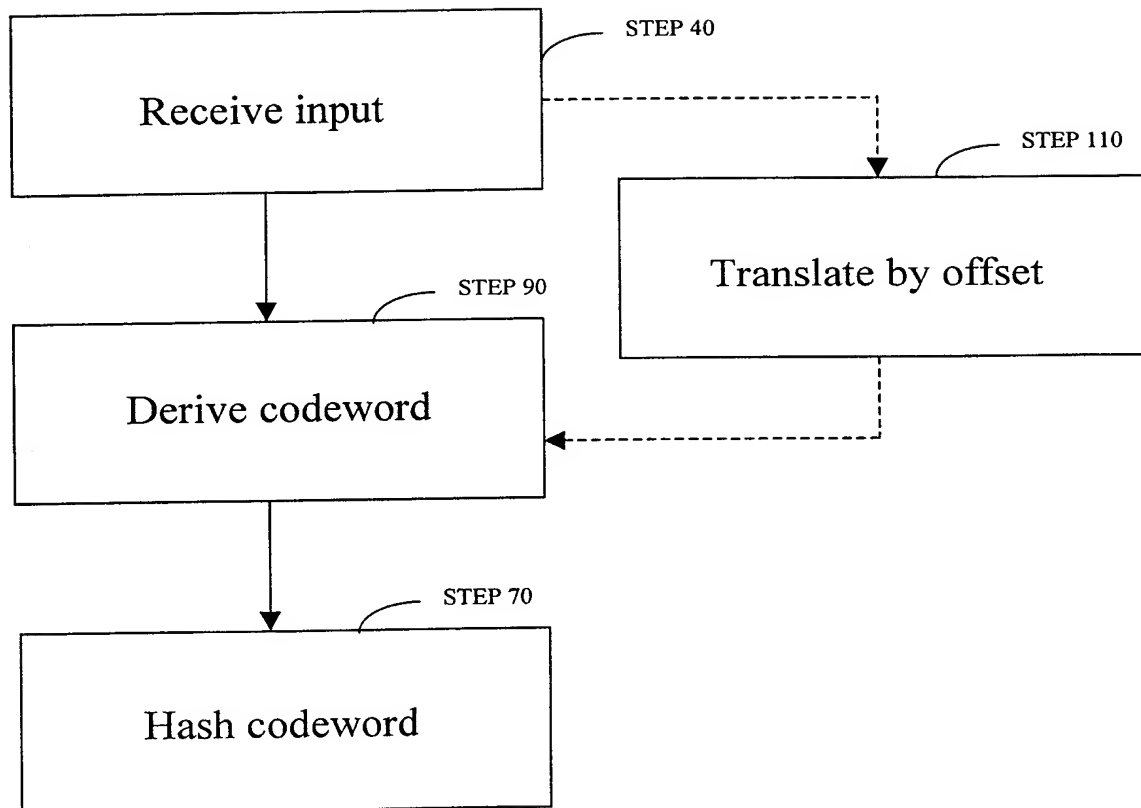 STEP 40
Receive input
STEP 110
Translate by offset
STEP 90
Derive codeword
STEP 70
Hash codeword